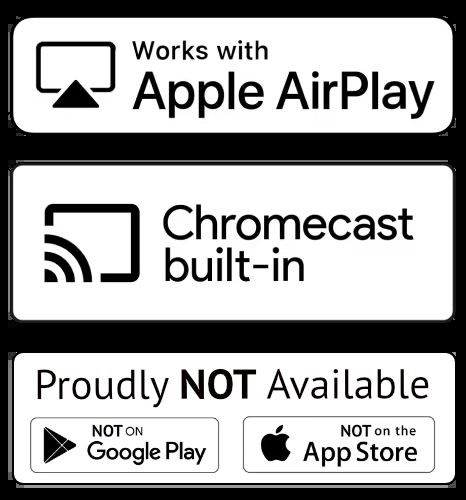 Works with
Apple AirPlay
Chromecast
built-in
Proudly NOT Available
NOT ON
Google Play
NOT on the
App Store